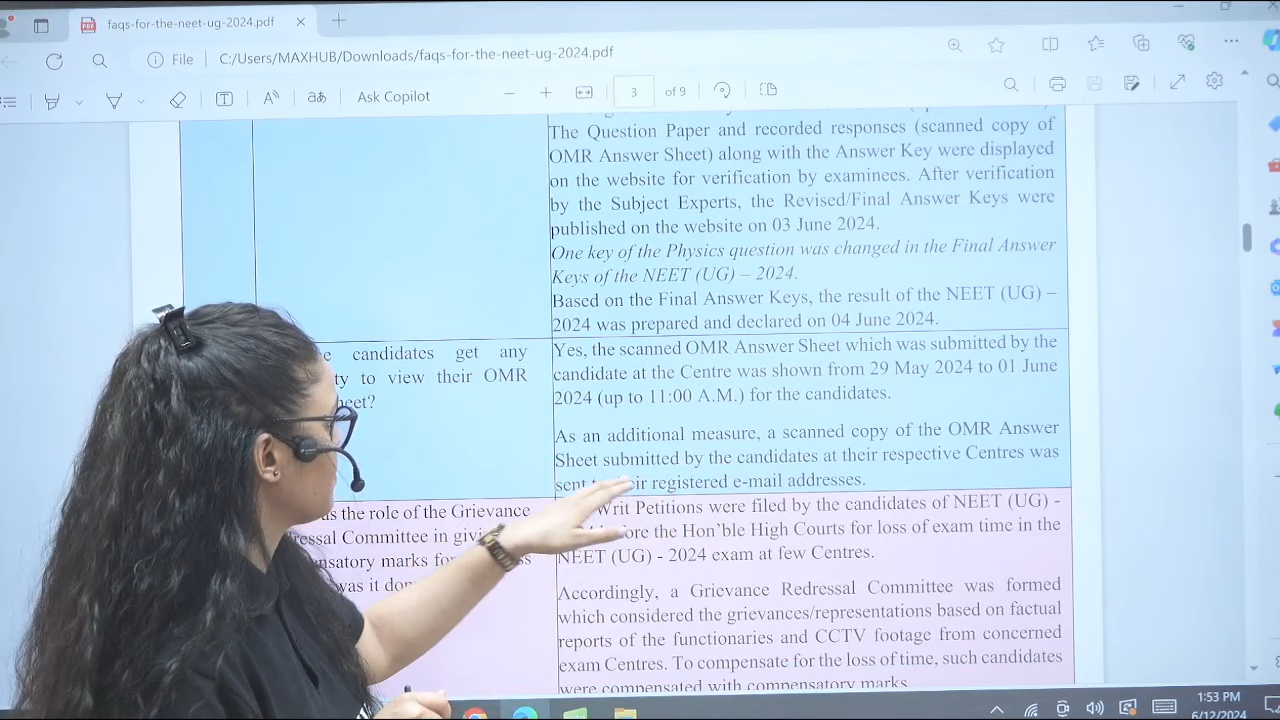 faqs-for-the-neet-ug-2024.pdf
File C:/Users/MAXHUB/Downloads/faqs-for-the-neet-ug-2024.pdf
aあ Ask Copilot 3 of 9
The Question Paper and recorded responses (scanned copy of
OMR Answer Sheet) along with the Answer Key were displayed
on the website for verification by examinees. After verification
by the Subject Experts, the Revised/Final Answer Keys were
published on the website on 03 June 2024.
One key of the Physics question was changed in the Final Answer
Keys of the NEET (UG) – 2024.
Based on the Final Answer Keys, the result of the NEET (UG) –
2024 was prepared and declared on 04 June 2024.
candidates get any
to view their OMR
Yes, the scanned OMR Answer Sheet which was submitted by the
candidate at the Centre was shown from 29 May 2024 to 01 June
2024 (up to 11:00 A.M.) for the candidates.
As an additional measure, a scanned copy of the OMR Answer
Sheet submitted by the candidates at their respective Centres was
sent registered e-mail addresses.
as the role of the Grievance
Committee in
marks
was it
Writ Petitions were filed by the candidates of NEET (UG) -
the Hon'ble High Courts for loss of exam time in the
NEET (UG) - 2024 exam at few Centres.
Accordingly, a Grievance Redressal Committee was formed
which considered the grievances/representations based on factual
reports of the functionaries and CCTV footage from concerned
exam Centres. To compensate for the loss of time, such candidates
were compensated with compensatory marks
1:53 PM
6/12/2024